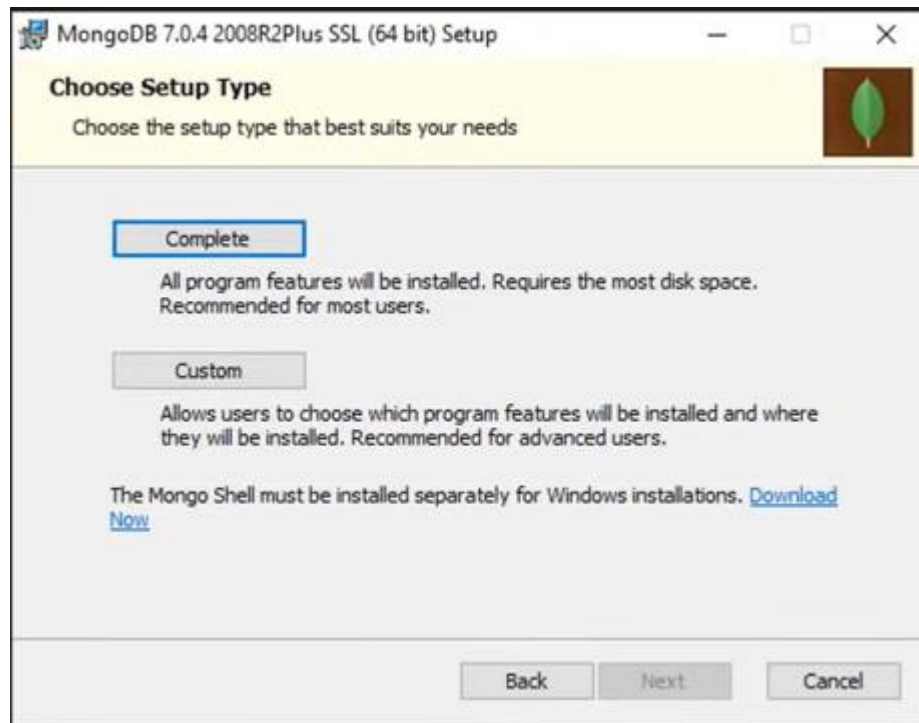 MongoDB 7.0.4 2008R2Plus SSL (64 bit) Setup
Choose Setup Type
Choose the setup type that best suits your needs
Complete
All program features will be installed. Requires the most disk space.
Recommended for most users.
Custom
Allows users to choose which program features will be installed and where
they will be installed. Recommended for advanced users.
The Mongo Shell must be installed separately for Windows installations. Download
Now
Back
Next
Cancel